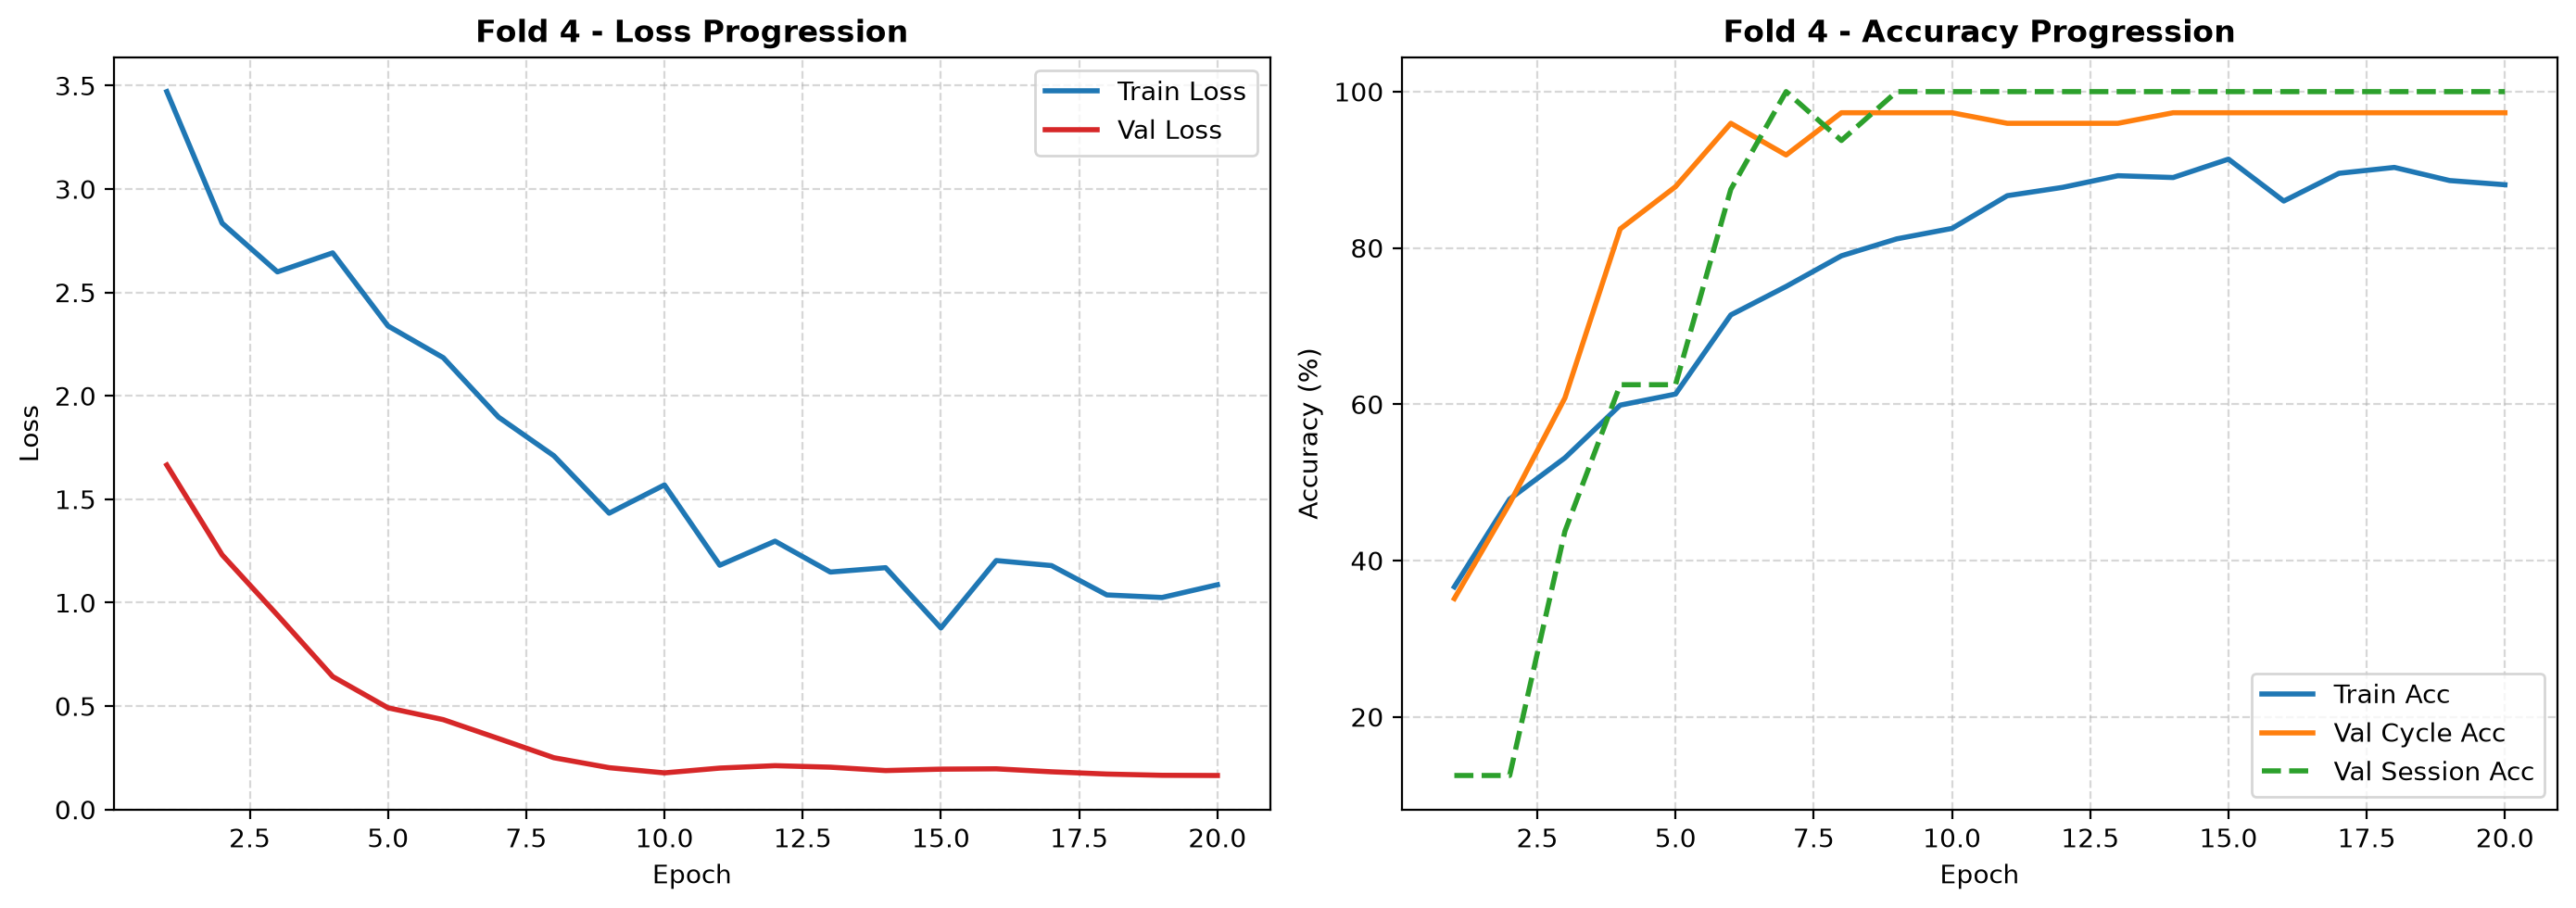 Fold 4 - Loss Progression
3.5
3.0
2.5
2.0
1.5
1.0
0.5
0.0
Loss
2.5 5.0 7.5 10.0 12.5 15.0 17.5 20.0
Epoch
Train Loss
Val Loss
Fold 4 - Accuracy Progression
100
80
60
40
20
Accuracy (%)
2.5 5.0 7.5 10.0 12.5 15.0 17.5 20.0
Epoch
Train Acc
Val Cycle Acc
Val Session Acc